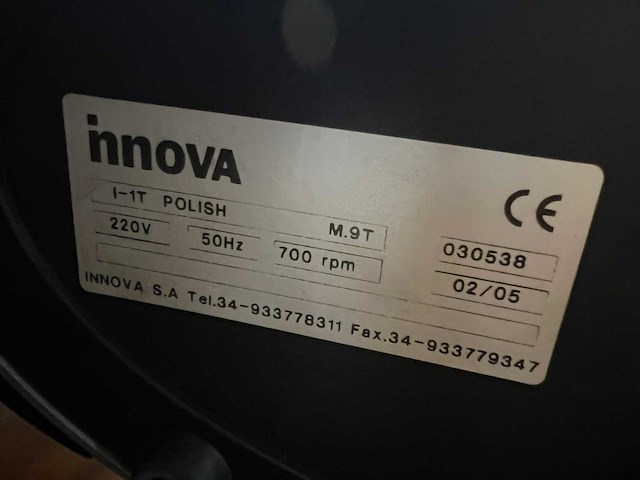 innova
CE
I-1T POLISH M.9T
030538
220V 50Hz 700 rpm
02/05
INNOVA S.A Tel.34-933778311 Fax.34-933779347